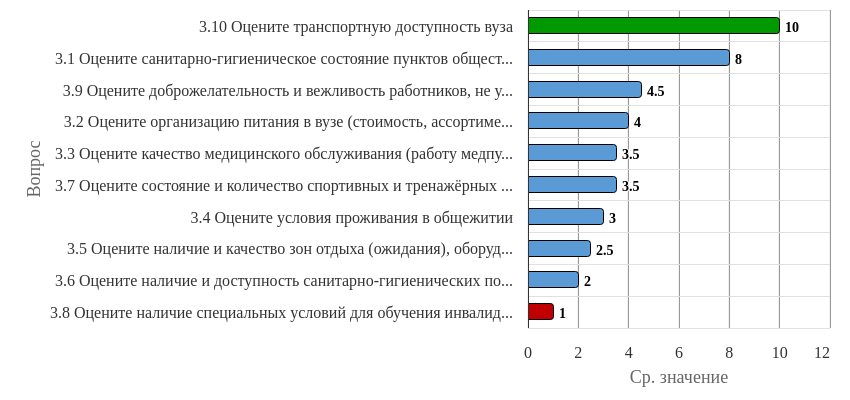 3.10 Оцените транспортную доступность вуза 10
3.1 Оцените санитарно-гигиеническое состояние пунктов общест... 8
3.9 Оцените доброжелательность и вежливость работников, не у... 4.5
3.2 Оцените организацию питания в вузе (стоимость, ассортиме... 4
3.3 Оцените качество медицинского обслуживания (работу медпу... 3.5
3.7 Оцените состояние и количество спортивных и тренажёрных ... 3.5
3.4 Оцените условия проживания в общежитии 3
3.5 Оцените наличие и качество зон отдыха (ожидания), оборуд... 2.5
3.6 Оцените наличие и доступность санитарно-гигиенических по... 2
3.8 Оцените наличие специальных условий для обучения инвалид... 1
Вопрос
0 2 4 6 8 10 12
Ср. значение